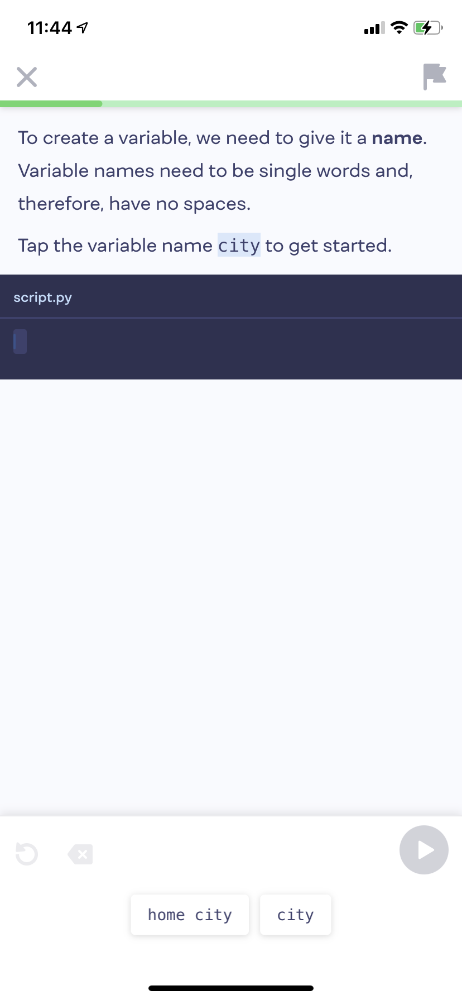 11:44
To create a variable, we need to give it a name.
Variable names need to be single words and,
therefore, have no spaces.
Tap the variable name city to get started.
script.py
home city
city